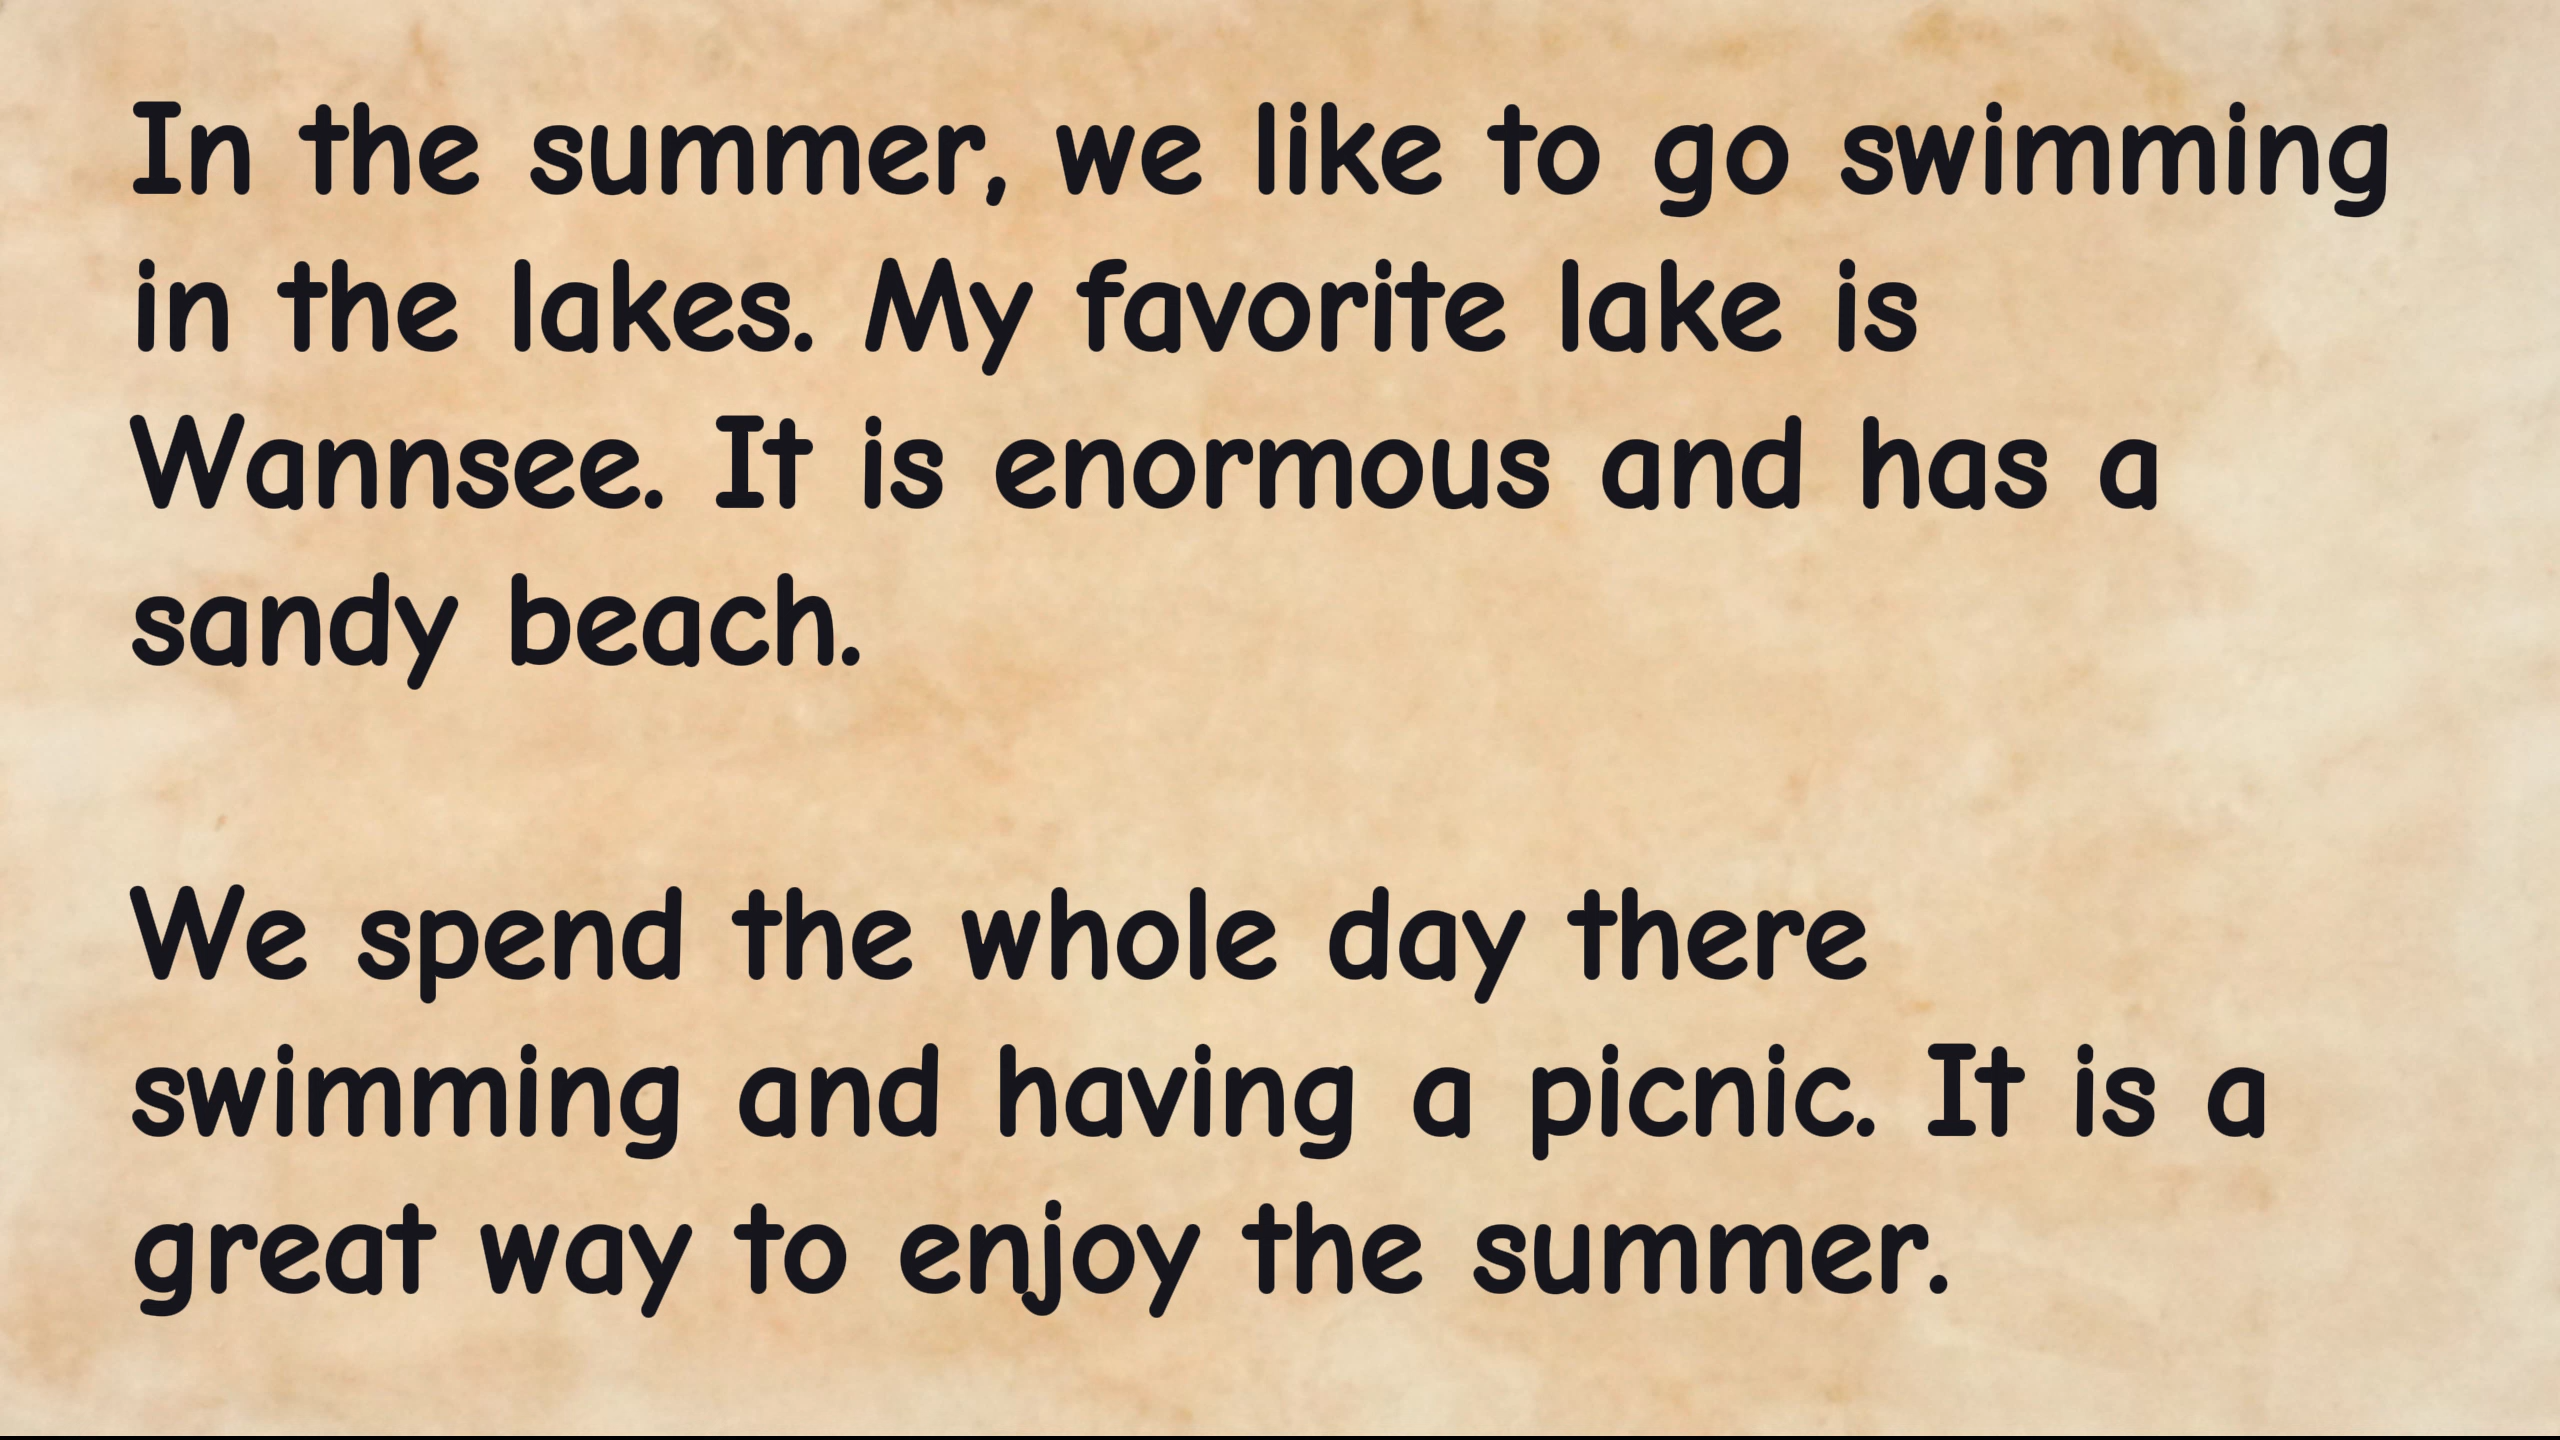 In the summer, we like to go swimming
in the lakes. My favorite lake is
Wannsee. It is enormous and has a
sandy beach.
We spend the whole day there
swimming and having a picnic. It is a
great way to enjoy the summer.